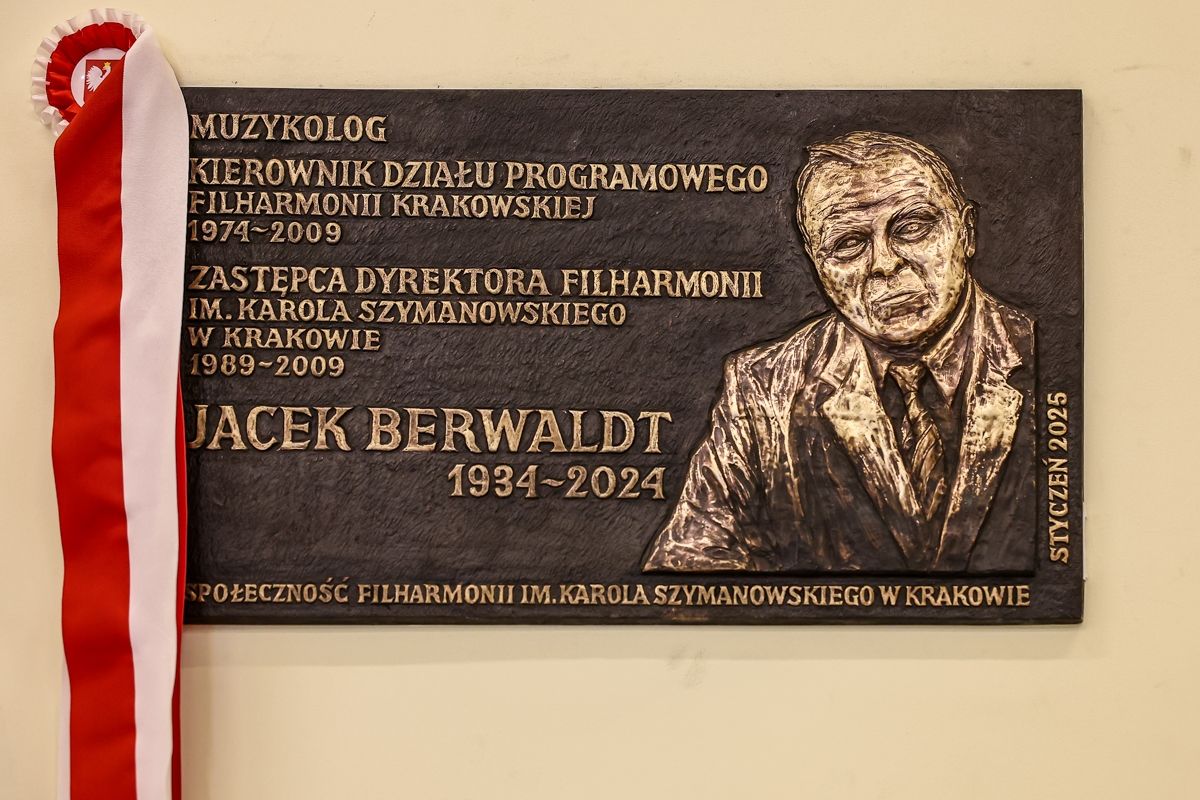 MUZYKOLOG
KIEROWNIK DZIAŁU PROGRAMOWEGO
FILHARMONII KRAKOWSKIEJ
1974~2009
ZASTĘPCA DYREKTORA FILHARMONII
IM. KAROLA SZYMANOWSKIEGO
W KRAKOWIE
1989~2009
JACEK BERWALDT
1934~2024
SPOŁECZNOŚĆ FILHARMONII IM. KAROLA SZYMANOWSKIEGO W KRAKOWIE
STYCZEŃ 2025